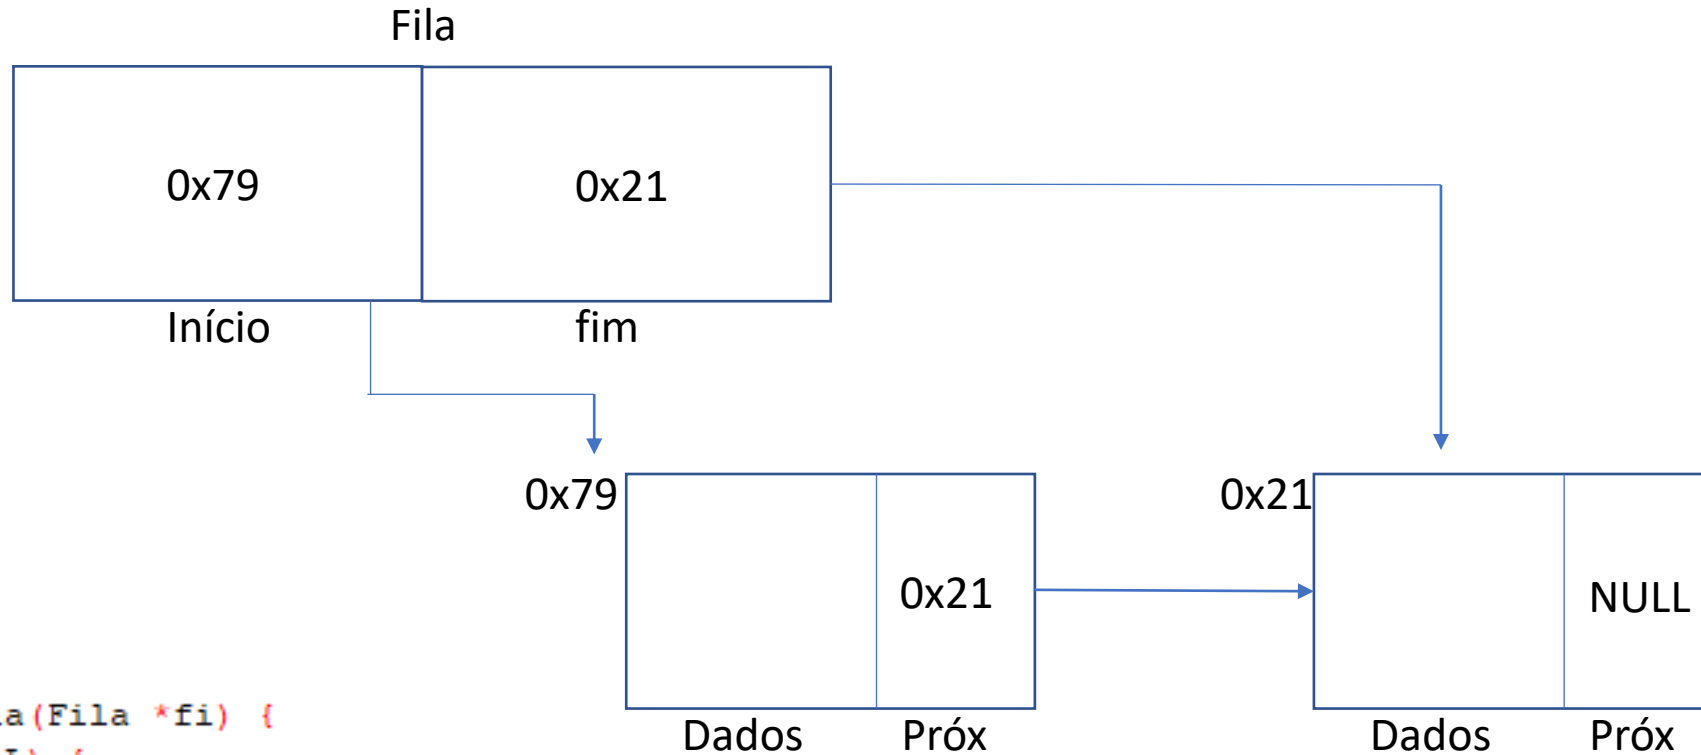 Fila
0x79 0x21
Início fim
0x79 0x21
0x21 NULL
(Fila *fi) {
Dados Próx Dados Próx